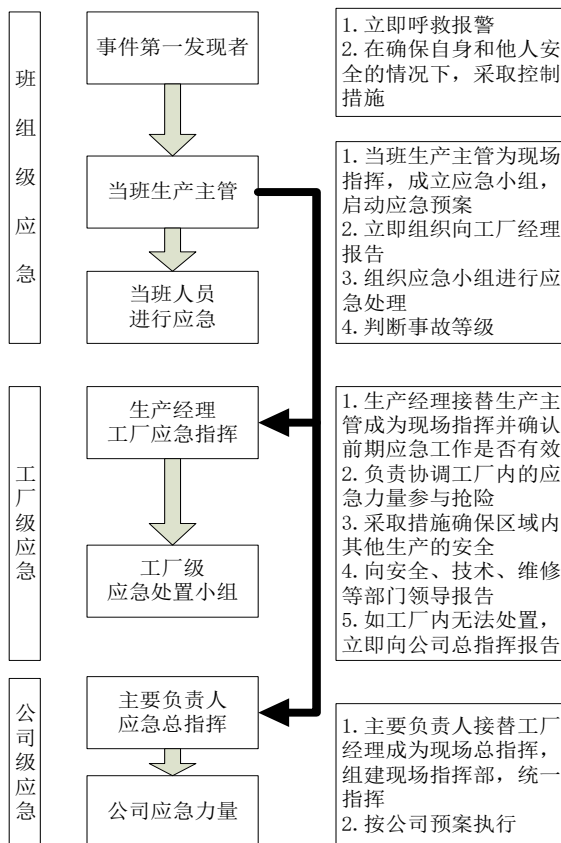 班组级应急
事件第一发现者
1.立即呼救报警
2.在确保自身和他人安
全的情况下，采取控制
措施
当班生产主管
1.当班生产主管为现场
指挥，成立应急小组，
启动应急预案
2.立即组织向工厂经理
报告
3.组织应急小组进行应
急处理
4.判断事故等级
当班人员
进行应急
工厂级应急
生产经理
工厂应急指挥
1.生产经理接替生产主
管成为现场指挥并确认
前期应急工作是否有效
2.负责协调工厂内的应
急力量参与抢险
3.采取措施确保区域内
其他生产的安全
4.向安全、技术、维修
等部门领导报告
5.如工厂内无法处置，
立即向公司总指挥报告
工厂级
应急处置小组
公司级应急
主要负责人
应急总指挥
1.主要负责人接替工厂
经理成为现场总指挥，
组建现场指挥部，统一
指挥
2.按公司预案执行
公司应急力量